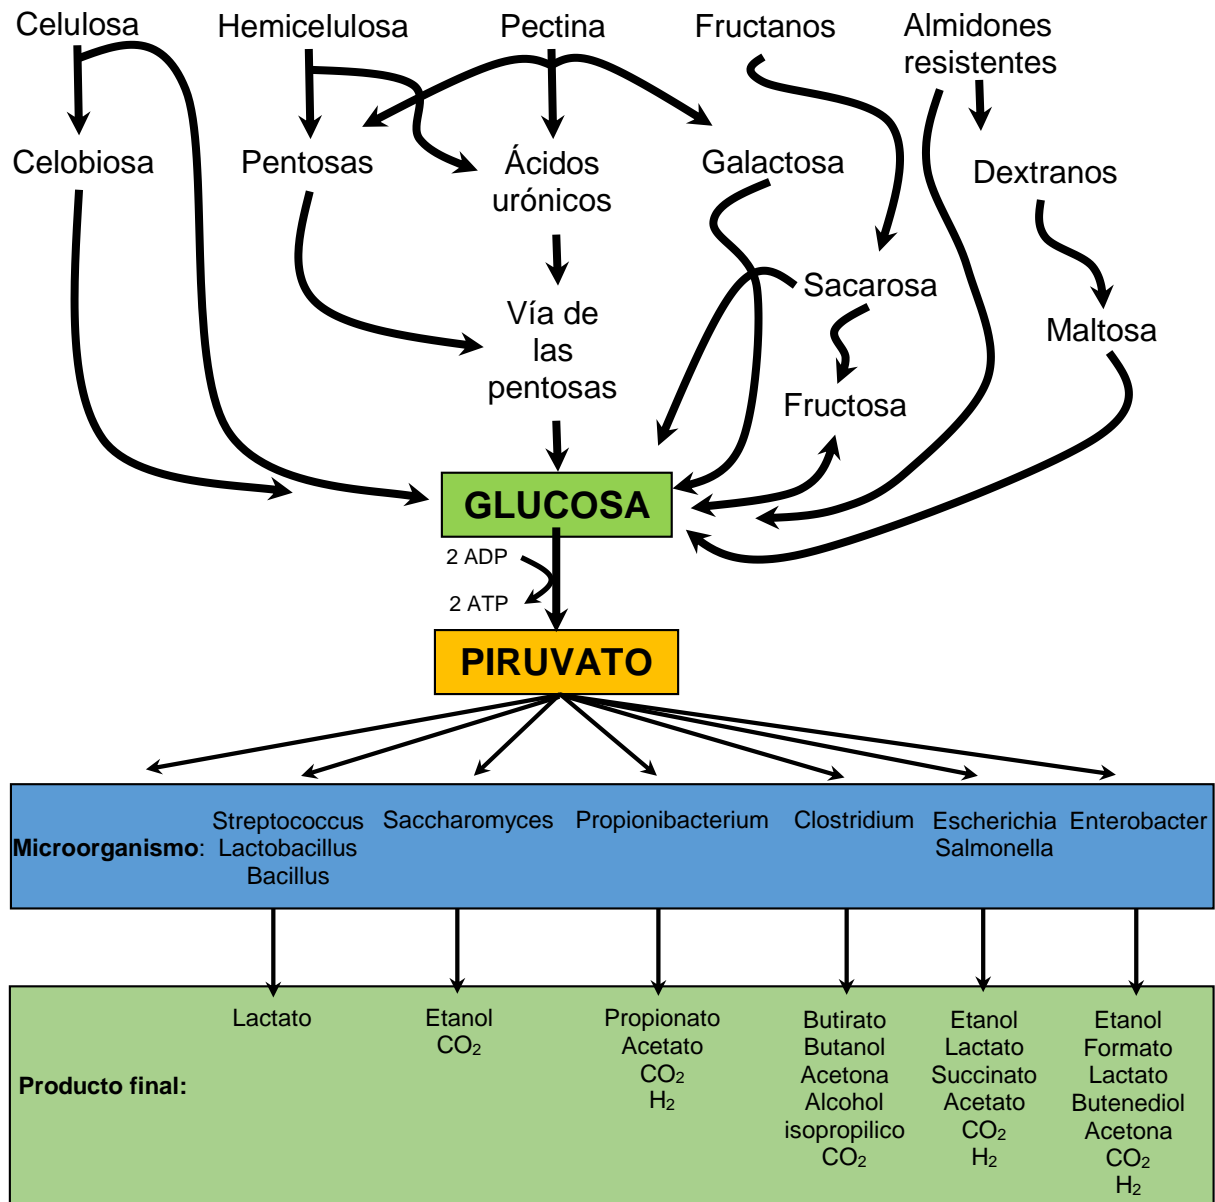 Celulosa
Hemicelulosa
Pectina
Fructanos
Almidones
resistentes
Celobiosa
Pentosas
Ácidos
urónicos
Galactosa
Dextranos
Sacarosa
Vía de
las
pentosas
Maltosa
Fructosa
GLUCOSA
2 ADP
2 ATP
PIRUVATO
Microorganismo:
Streptococcus
Lactobacillus
Bacillus
Saccharomyces
Propionibacterium
Clostridium
Escherichia
Salmonella
Enterobacter
Producto final:
Lactato
Etanol
CO₂
Propionato
Acetato
CO₂
H₂
Butirato
Butanol
Acetona
Alcohol
isopropilico
CO₂
Etanol
Lactato
Succinato
Acetato
CO₂
H₂
Etanol
Formato
Lactato
Butenediol
Acetona
CO₂
H₂